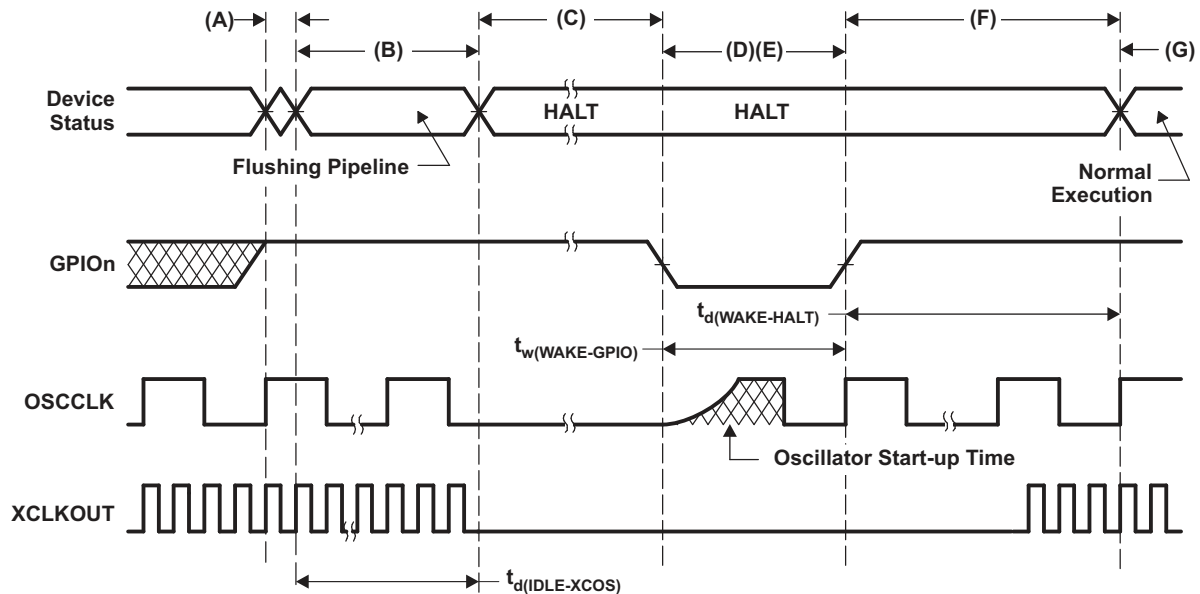 (A)
(B)
(C)
(D)(E)
(F)
(G)
Device
Status
HALT
HALT
Flushing Pipeline
Normal
Execution
GPIOn
td(WAKE-HALT)
tw(WAKE-GPIO)
OSCCLK
Oscillator Start-up Time
XCLKOUT
td(IDLE-XCOS)